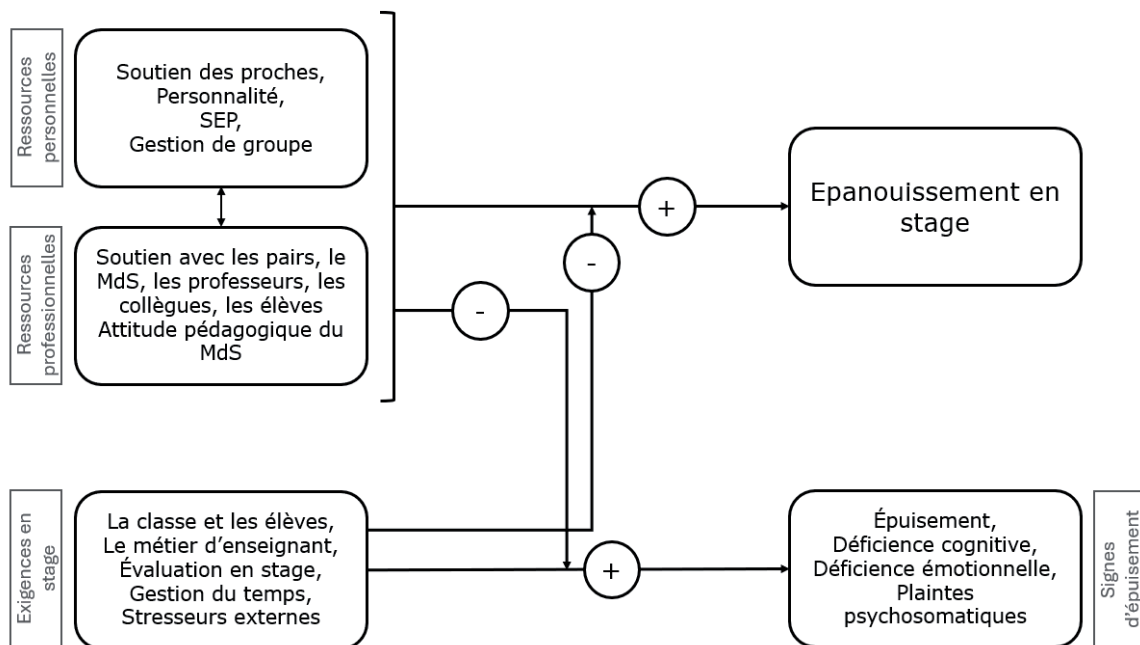 Ressources
personnelles
Soutien des proches,
Personnalité,
SEP,
Gestion de groupe
Ressources
professionnelles
Soutien avec les pairs, le
MdS, les professeurs, les
collègues, les élèves
Attitude pédagogique du
MdS
-
-
+
Epanouissement en
stage
Exigences en
stage
La classe et les élèves,
Le métier d’enseignant,
Évaluation en stage,
Gestion du temps,
Stresseurs externes
+
Épuisement,
Déficience cognitive,
Déficience émotionnelle,
Plaintes
psychosomatiques
Signes
d’épuisement